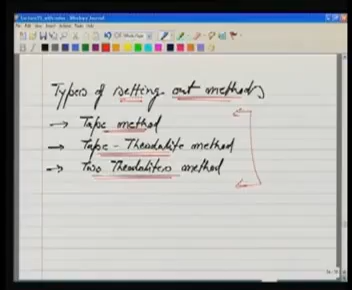 Types of setting out methods
→ Tape method
→ Tape - Theodolite method
→ Two Theodolites method